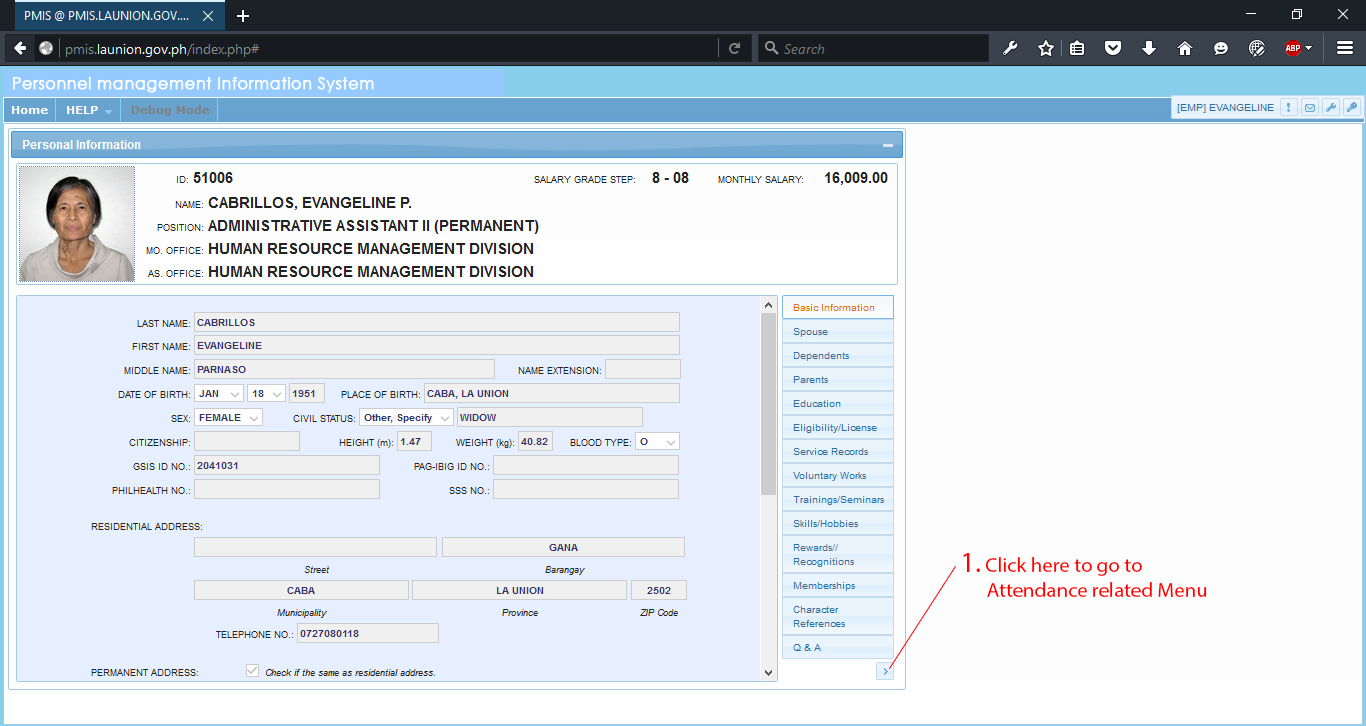 PMIS @ PMIS.LAUNION.GOV....
pmis.launion.gov.ph/index.php#
Search
ABP
Personnel management Information System
Home HELP Debug Mode
[EMP] EVANGELINE
Personal Information
ID: 51006 SALARY GRADE STEP: 8 - 08 MONTHLY SALARY: 16,009.00
NAME: CABRILLOS, EVANGELINE P.
POSITION: ADMINISTRATIVE ASSISTANT II (PERMANENT)
MO. OFFICE: HUMAN RESOURCE MANAGEMENT DIVISION
AS. OFFICE: HUMAN RESOURCE MANAGEMENT DIVISION
LAST NAME: CABRILLOS
FIRST NAME: EVANGELINE
MIDDLE NAME: PARNASO NAME EXTENSION:
DATE OF BIRTH: JAN 18 1951 PLACE OF BIRTH: CABA, LA UNION
SEX: FEMALE CIVIL STATUS: Other, Specify WIDOW
CITIZENSHIP: HEIGHT (m): 1.47 WEIGHT (kg): 40.82 BLOOD TYPE: O
GSIS ID NO.: 2041031 PAG-IBIG ID NO.:
PHILHEALTH NO.: SSS NO.:
RESIDENTIAL ADDRESS:
GANA
Street Barangay
CABA LA UNION 2502
Municipality Province ZIP Code
TELEPHONE NO.: 0727080118
PERMANENT ADDRESS: Check if the same as residential address.
Basic Information
Spouse
Dependents
Parents
Education
Eligibility/License
Service Records
Voluntary Works
Trainings/Seminars
Skills/Hobbies
Rewards//
Recognitions
Memberships
Character
References
Q & A
1. Click here to go to
Attendance related Menu